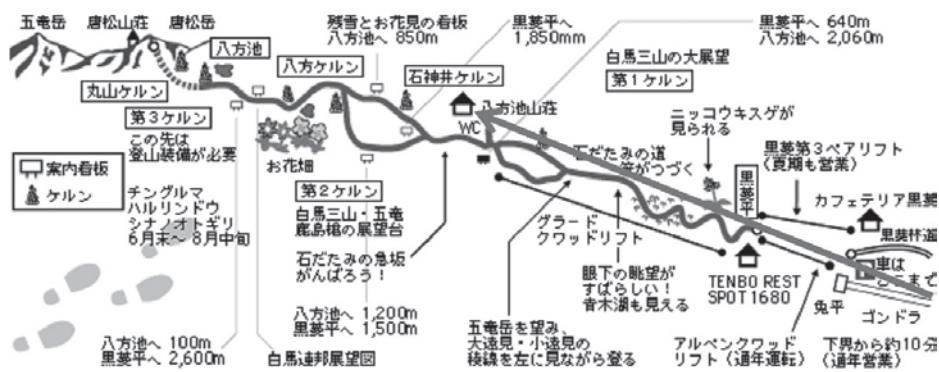 五竜岳
唐松山荘
唐松岳
八方池
残雪とお花見の看板
八方池へ 850m
黒菱平へ
1,850mm
黒菱平へ 640m
八方池へ 2,060m
八方ケルン
石神井ケルン
白馬三山の大展望
第1ケルン
丸山ケルン
八方池山荘
WC
ニッコウキスゲが
見られる
第3ケルン
この先は
登山装備が必要
お花畑
石だたみの道
がつづく
黒菱平
黒菱第3ペアリフト
(夏期も営業)
カフェテリア黒菱
案内看板
ケルン
チングルマ
ハルリンドウ
シナノオトギリ
6月末〜8月中旬
第2ケルン
白馬三山・五竜
鹿島槍の展望台
グラード
クワッドリフト
黒菱林道
車は
ここまで
石だたみの急坂
がんばろう!
眼下の眺望が
すばらしい!
青木湖も見える
TENBO REST
SPOT1680
兎平
ゴンドラ
八方池へ 1,200m
黒菱平へ 1,500m
五竜岳を望み、
大遠見・小遠見の
稜線を左に見ながら登る
アルペンクワッド
リフト(通年運転)
下界から約10分
(通年営業)
八方池へ 100m
黒菱平へ 2,600m
白馬連邦展望図